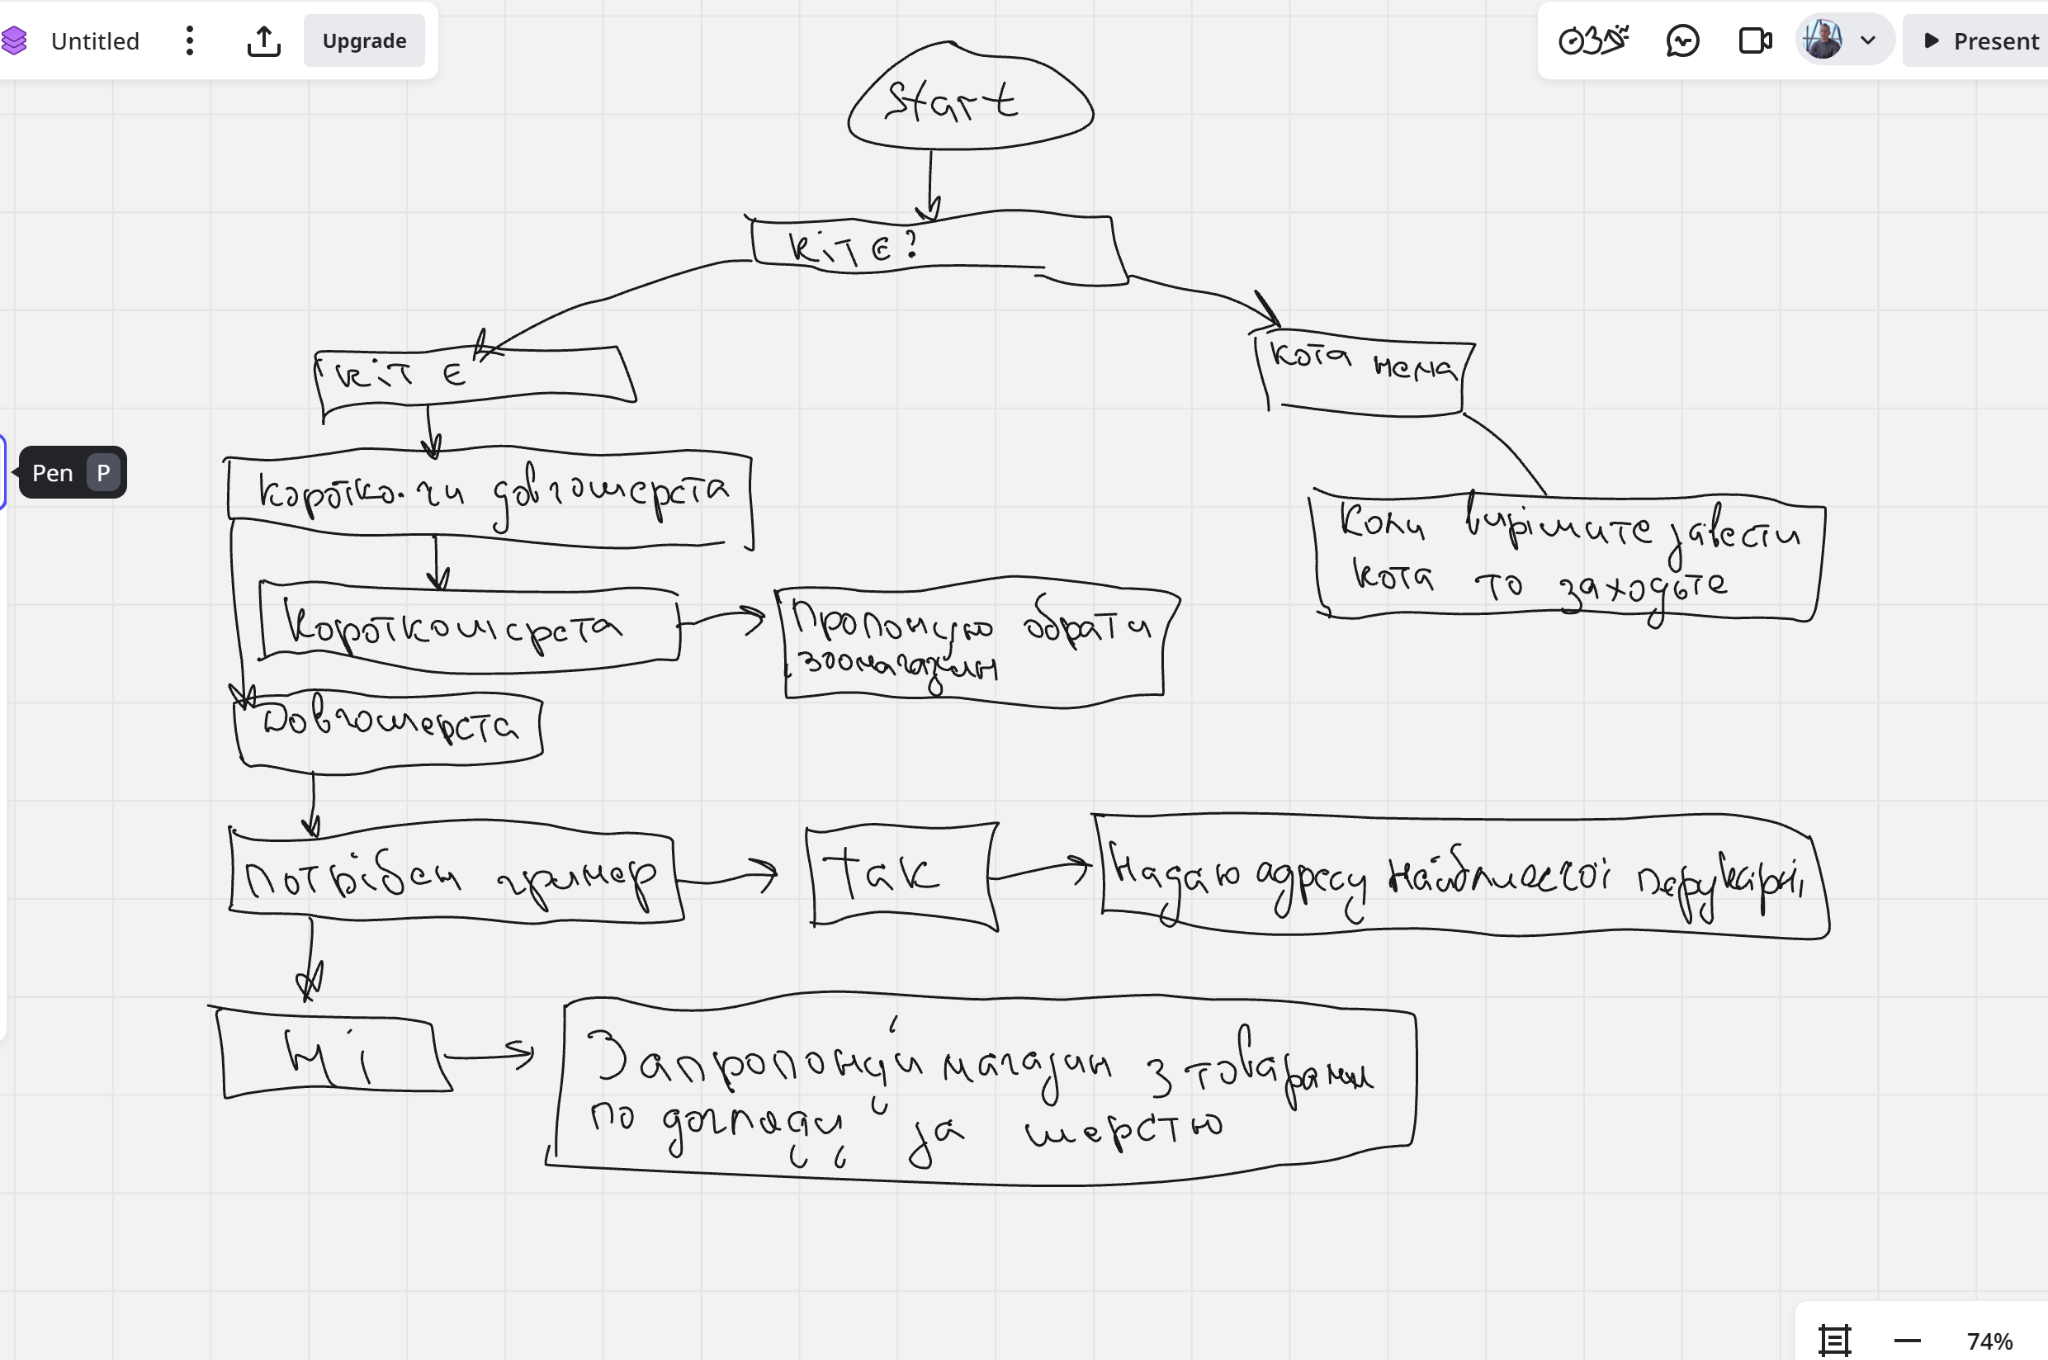 Untitled
Upgrade
Present
Start
Кіт є?
Кіт є
Кота нема
Pen P
Коротко. чи довгошерста
Коли вирішите завести
кота то заходьте
Короткошерста
Пропоную обрати
зоомагазин
Довгошерста
Потрібен грумер
Так
Надаю адресу найближчої перукарні
Ні
Запропонуй магазин з товарами
по догляду за шерстю
74%